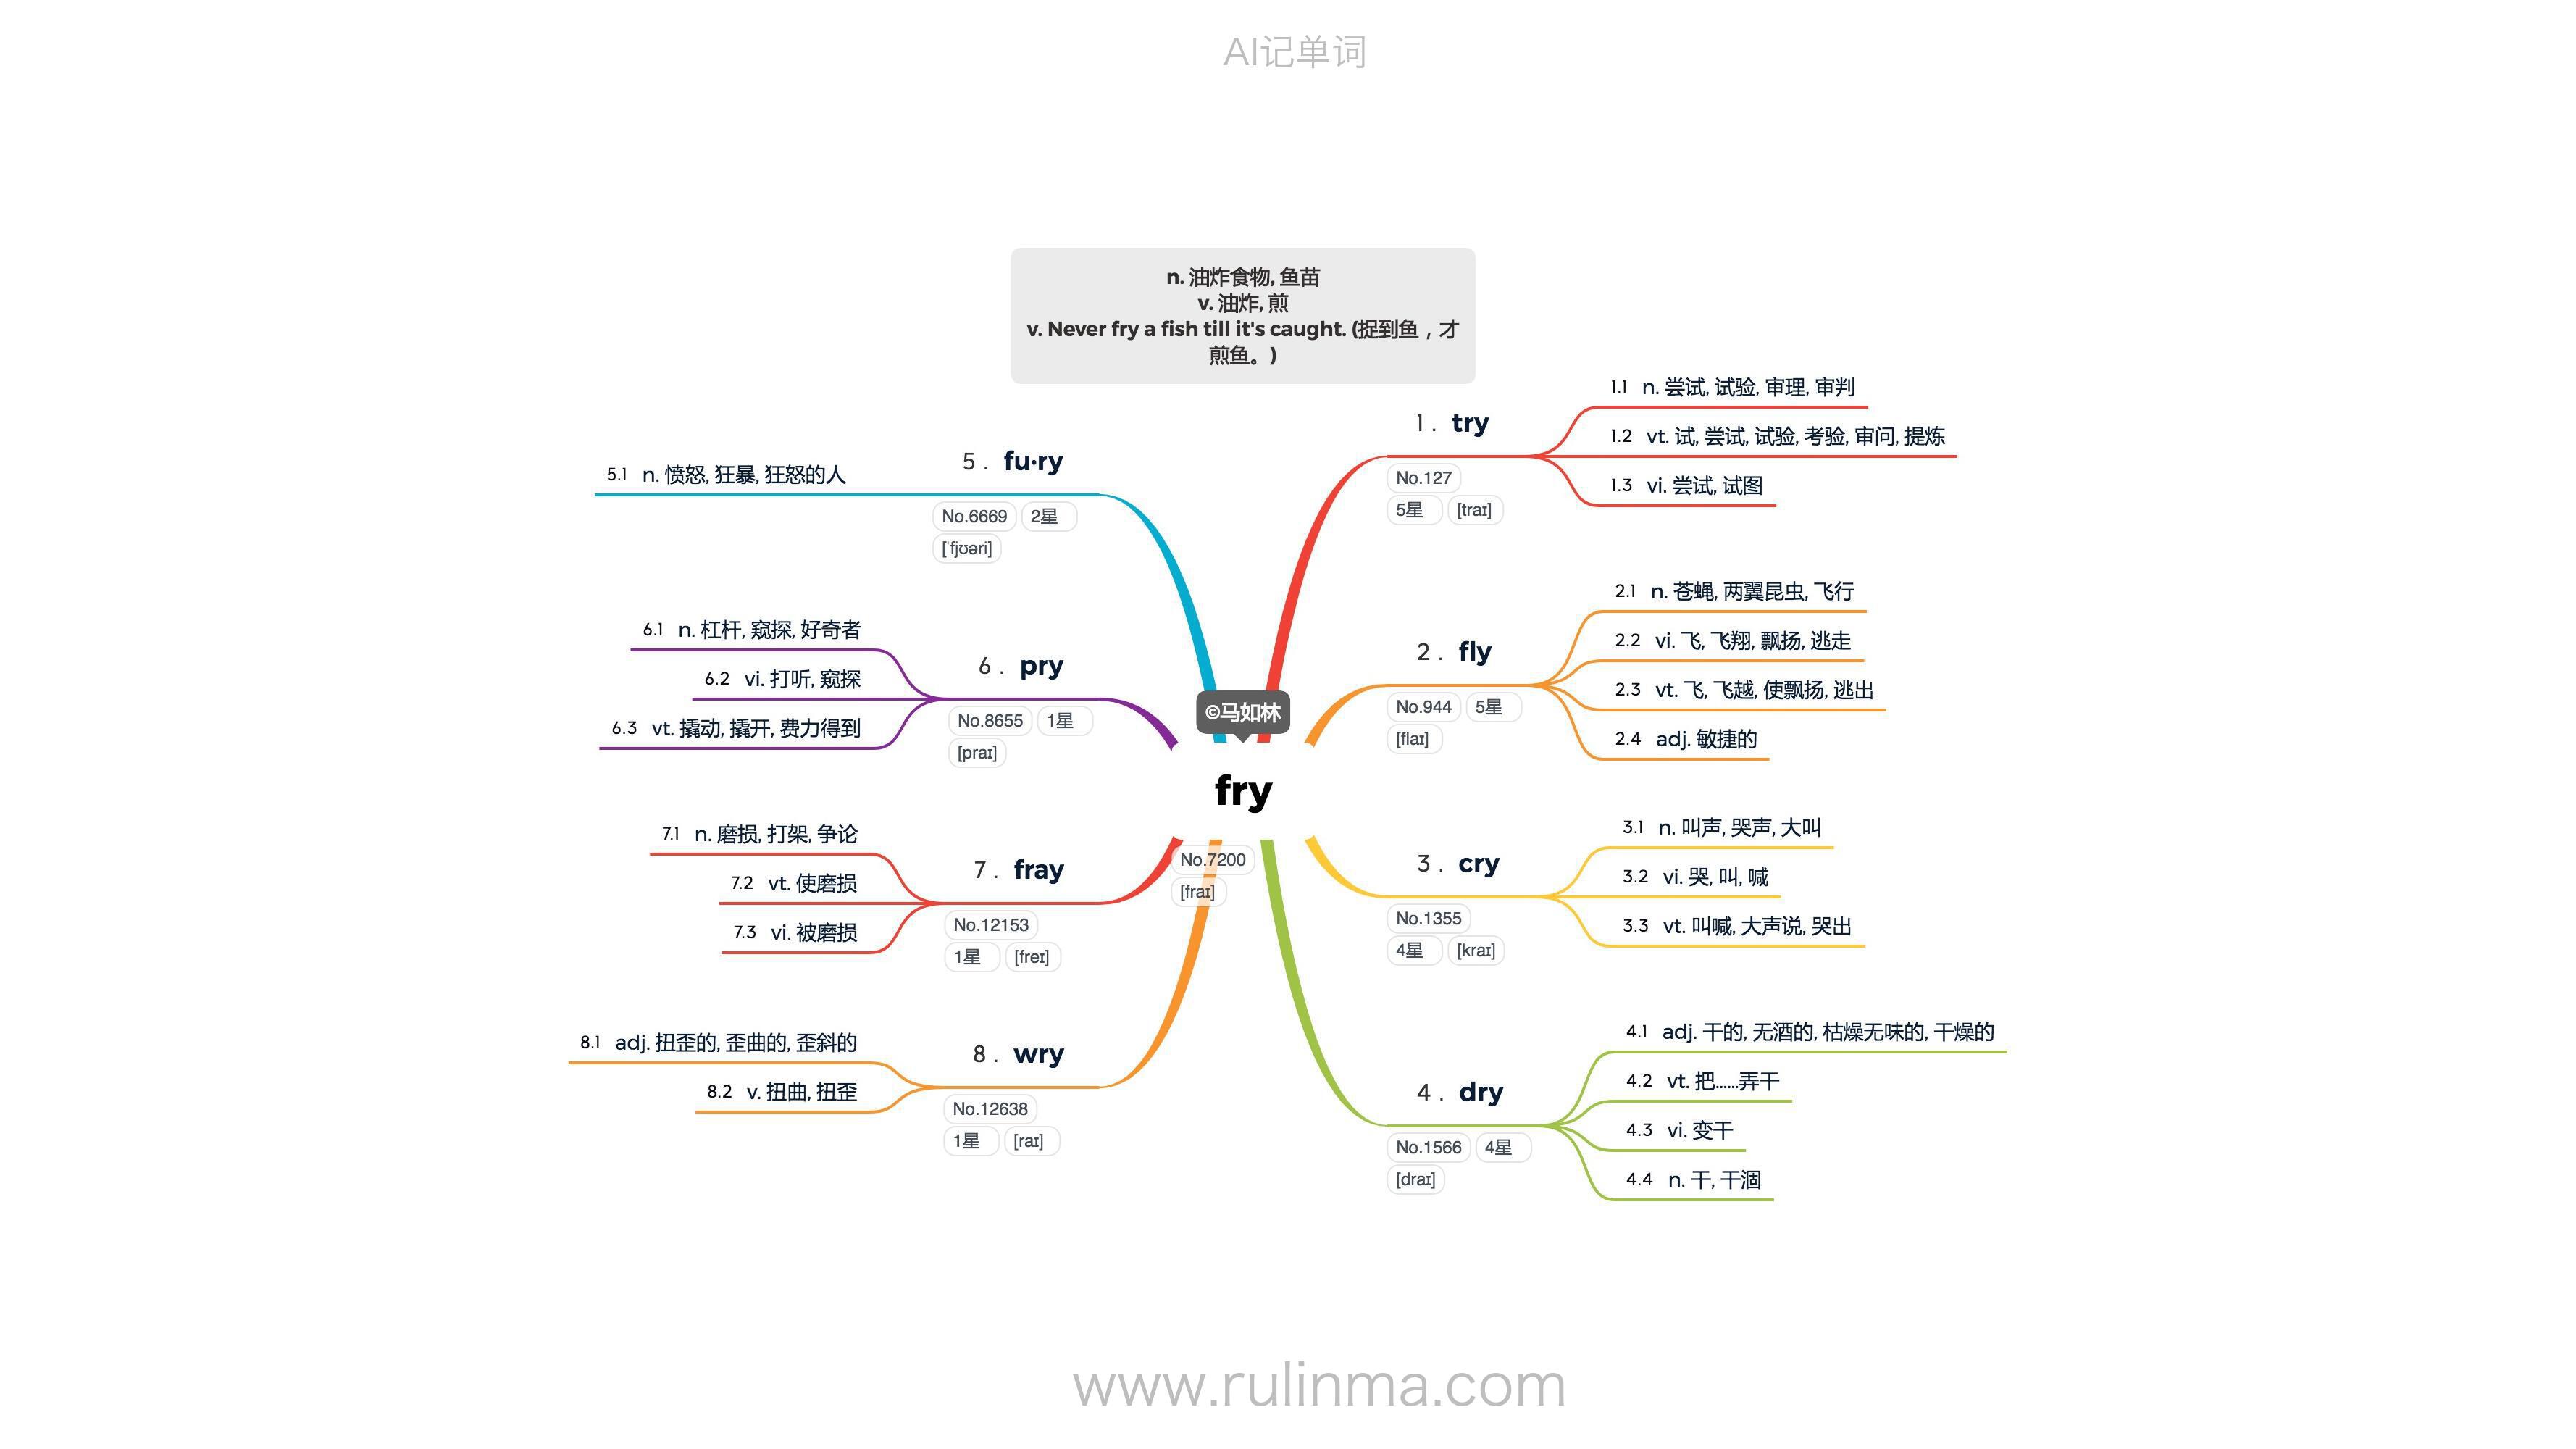 AI记单词
n. 油炸食物, 鱼苗
v. 油炸, 煎
v. Never fry a fish till it's caught. (捉到鱼，才
煎鱼。)
©马如林
fry
No.7200
[fraɪ]
1. try
No.127
5星 [traɪ]
1.1 n. 尝试, 试验, 审理, 审判
1.2 vt. 试, 尝试, 试验, 考验, 审问, 提炼
1.3 vi. 尝试, 试图
2. fly
No.944 5星
[flaɪ]
2.1 n. 苍蝇, 两翼昆虫, 飞行
2.2 vi. 飞, 飞翔, 飘扬, 逃走
2.3 vt. 飞, 飞越, 使飘扬, 逃出
2.4 adj. 敏捷的
3. cry
No.1355
4星 [kraɪ]
3.1 n. 叫声, 哭声, 大叫
3.2 vi. 哭, 叫, 喊
3.3 vt. 叫喊, 大声说, 哭出
4. dry
No.1566 4星
[draɪ]
4.1 adj. 干的, 无酒的, 枯燥无味的, 干燥的
4.2 vt. 把......弄干
4.3 vi. 变干
4.4 n. 干, 干涸
5. fu·ry
No.6669 2星
[ˈfjʊəri]
5.1 n. 愤怒, 狂暴, 狂怒的人
6. pry
No.8655 1星
[praɪ]
6.1 n. 杠杆, 窥探, 好奇者
6.2 vi. 打听, 窥探
6.3 vt. 撬动, 撬开, 费力得到
7. fray
No.12153
1星 [freɪ]
7.1 n. 磨损, 打架, 争论
7.2 vt. 使磨损
7.3 vi. 被磨损
8. wry
No.12638
1星 [raɪ]
8.1 adj. 扭歪的, 歪曲的, 歪斜的
8.2 v. 扭曲, 扭歪
www.rulinma.com